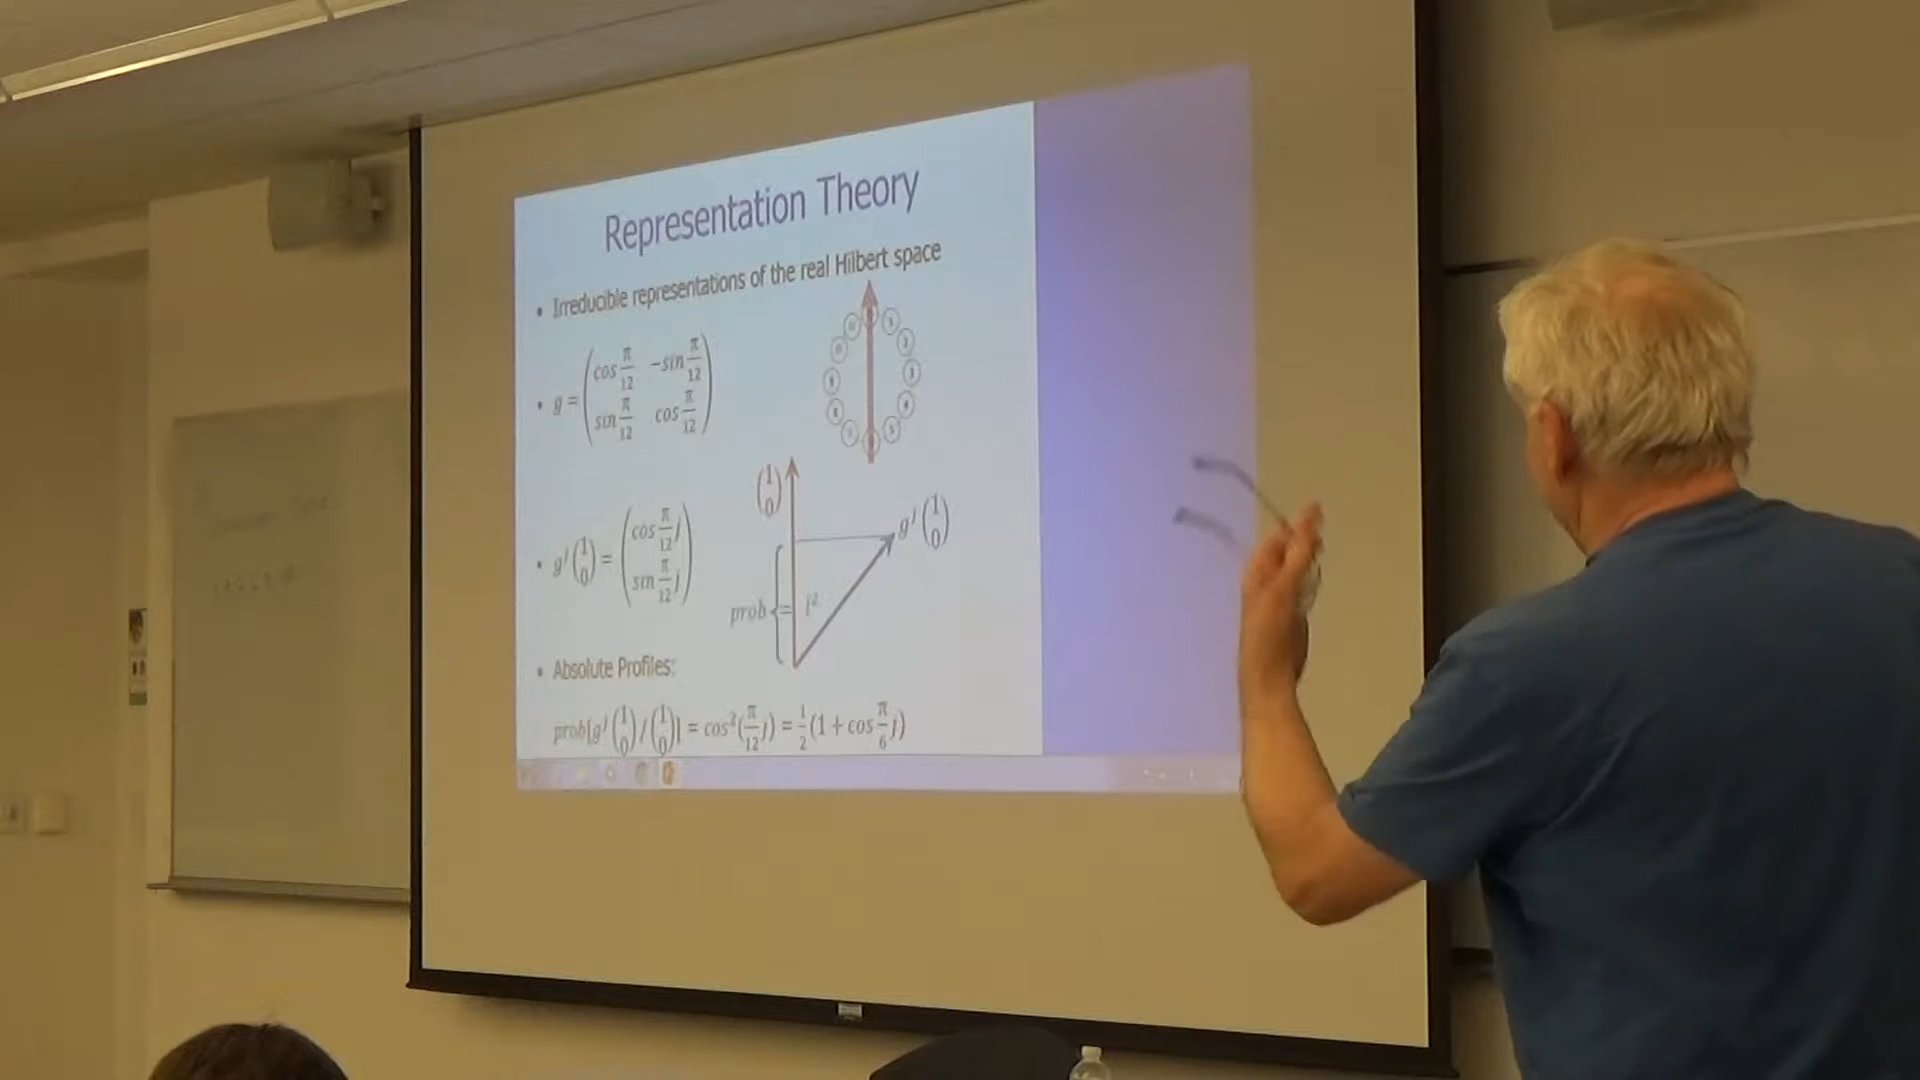 Representation Theory
• Irreducible representations of the real Hilbert space
• g = (cos π/12 −sin π/12
sin π/12 cos π/12)
(1 0)
g^j (1 0)
• g^j (1 0) = (cos π/12 j
sin π/12 j)
prob = l²
• Absolute Profiles:
prob[g^j (1 0) / (1 0)] = cos²(π/12 j) = 1/2 (1 + cos π/6 j)